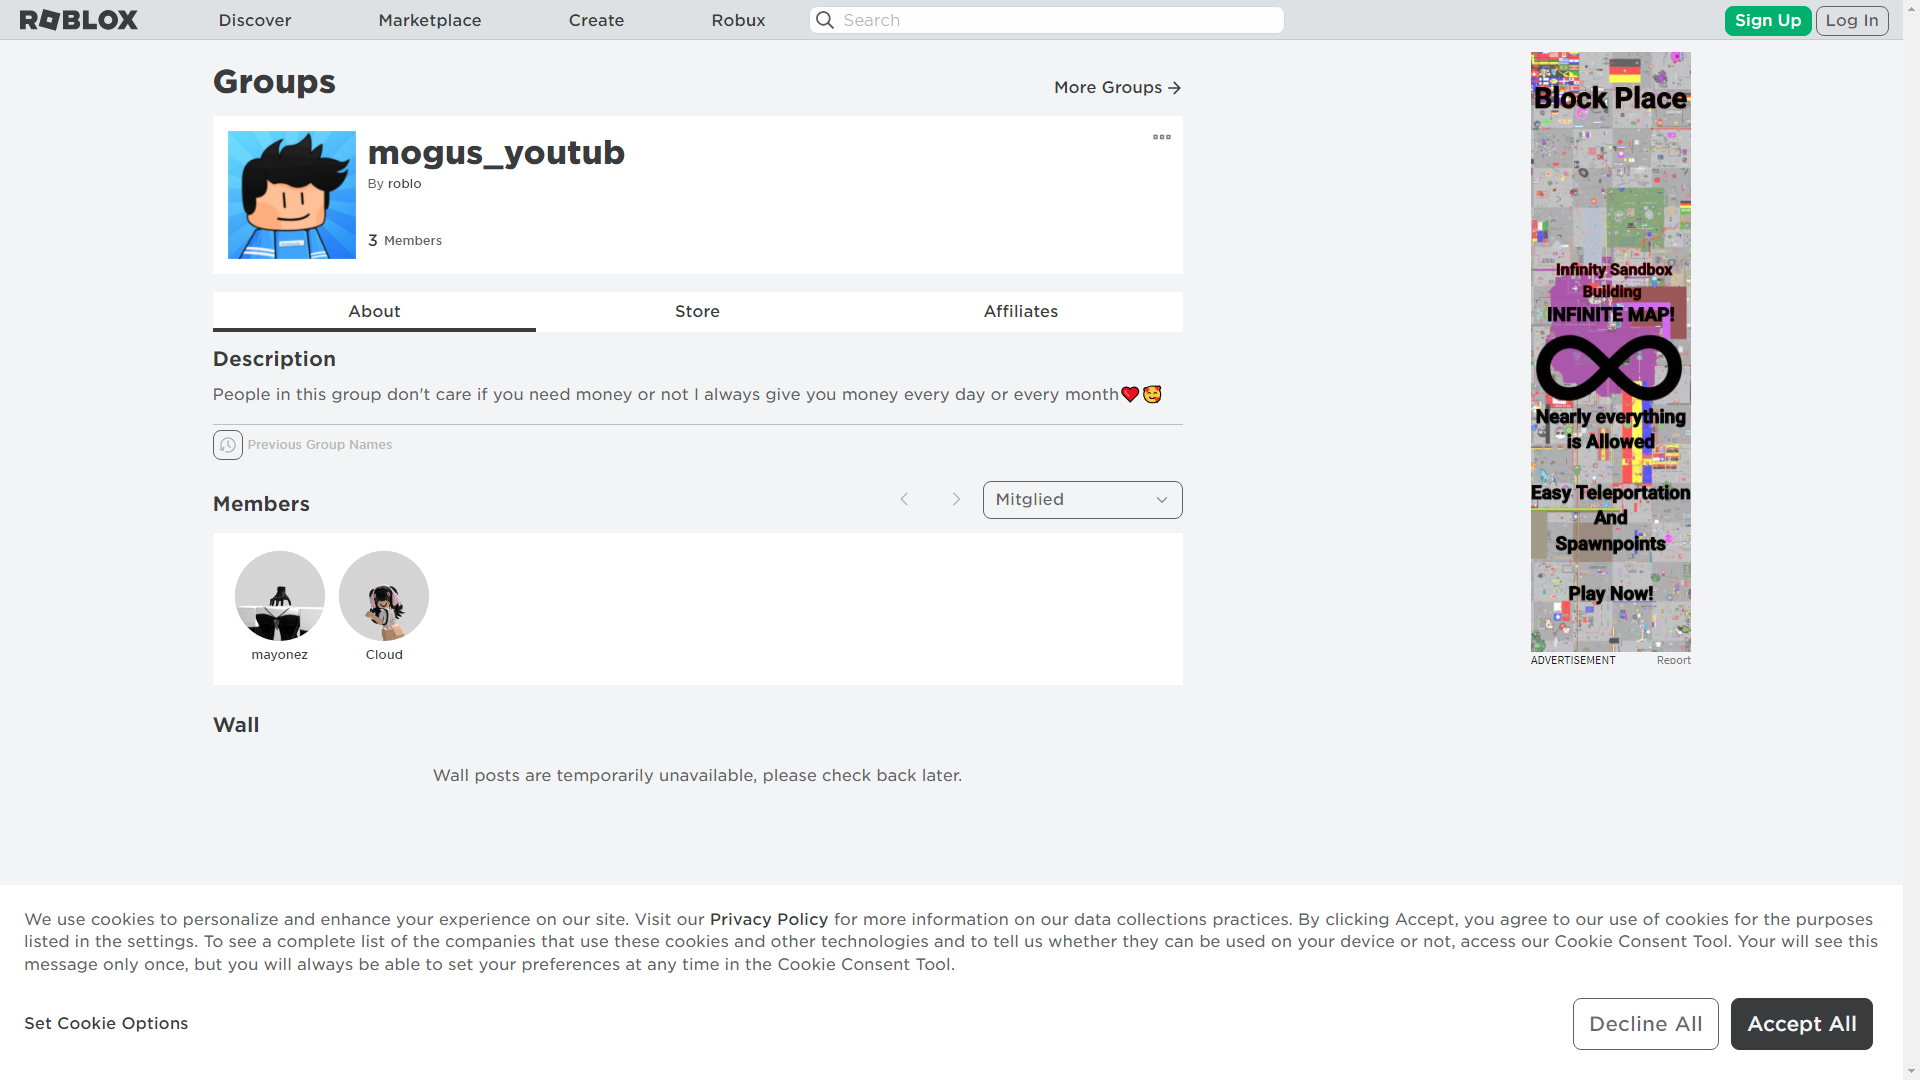 ROBLOX Discover Marketplace Create Robux Search Sign Up Log In
Groups
More Groups
mogus_youtub
By roblo
3 Members
About Store Affiliates
Description
People in this group don't care if you need money or not I always give you money every day or every month❤️🥰
Previous Group Names
Members
Mitglied
mayonez
Cloud
Wall
Wall posts are temporarily unavailable, please check back later.
Block Place
Infinity Sandbox
Building
INFINITE MAP!
Nearly everything
is Allowed
Easy Teleportation
And
Spawnpoints
Play Now!
ADVERTISEMENT Report
We use cookies to personalize and enhance your experience on our site. Visit our Privacy Policy for more information on our data collections practices. By clicking Accept, you agree to our use of cookies for the purposes
listed in the settings. To see a complete list of the companies that use these cookies and other technologies and to tell us whether they can be used on your device or not, access our Cookie Consent Tool. Your will see this
message only once, but you will always be able to set your preferences at any time in the Cookie Consent Tool.
Set Cookie Options
Decline All
Accept All